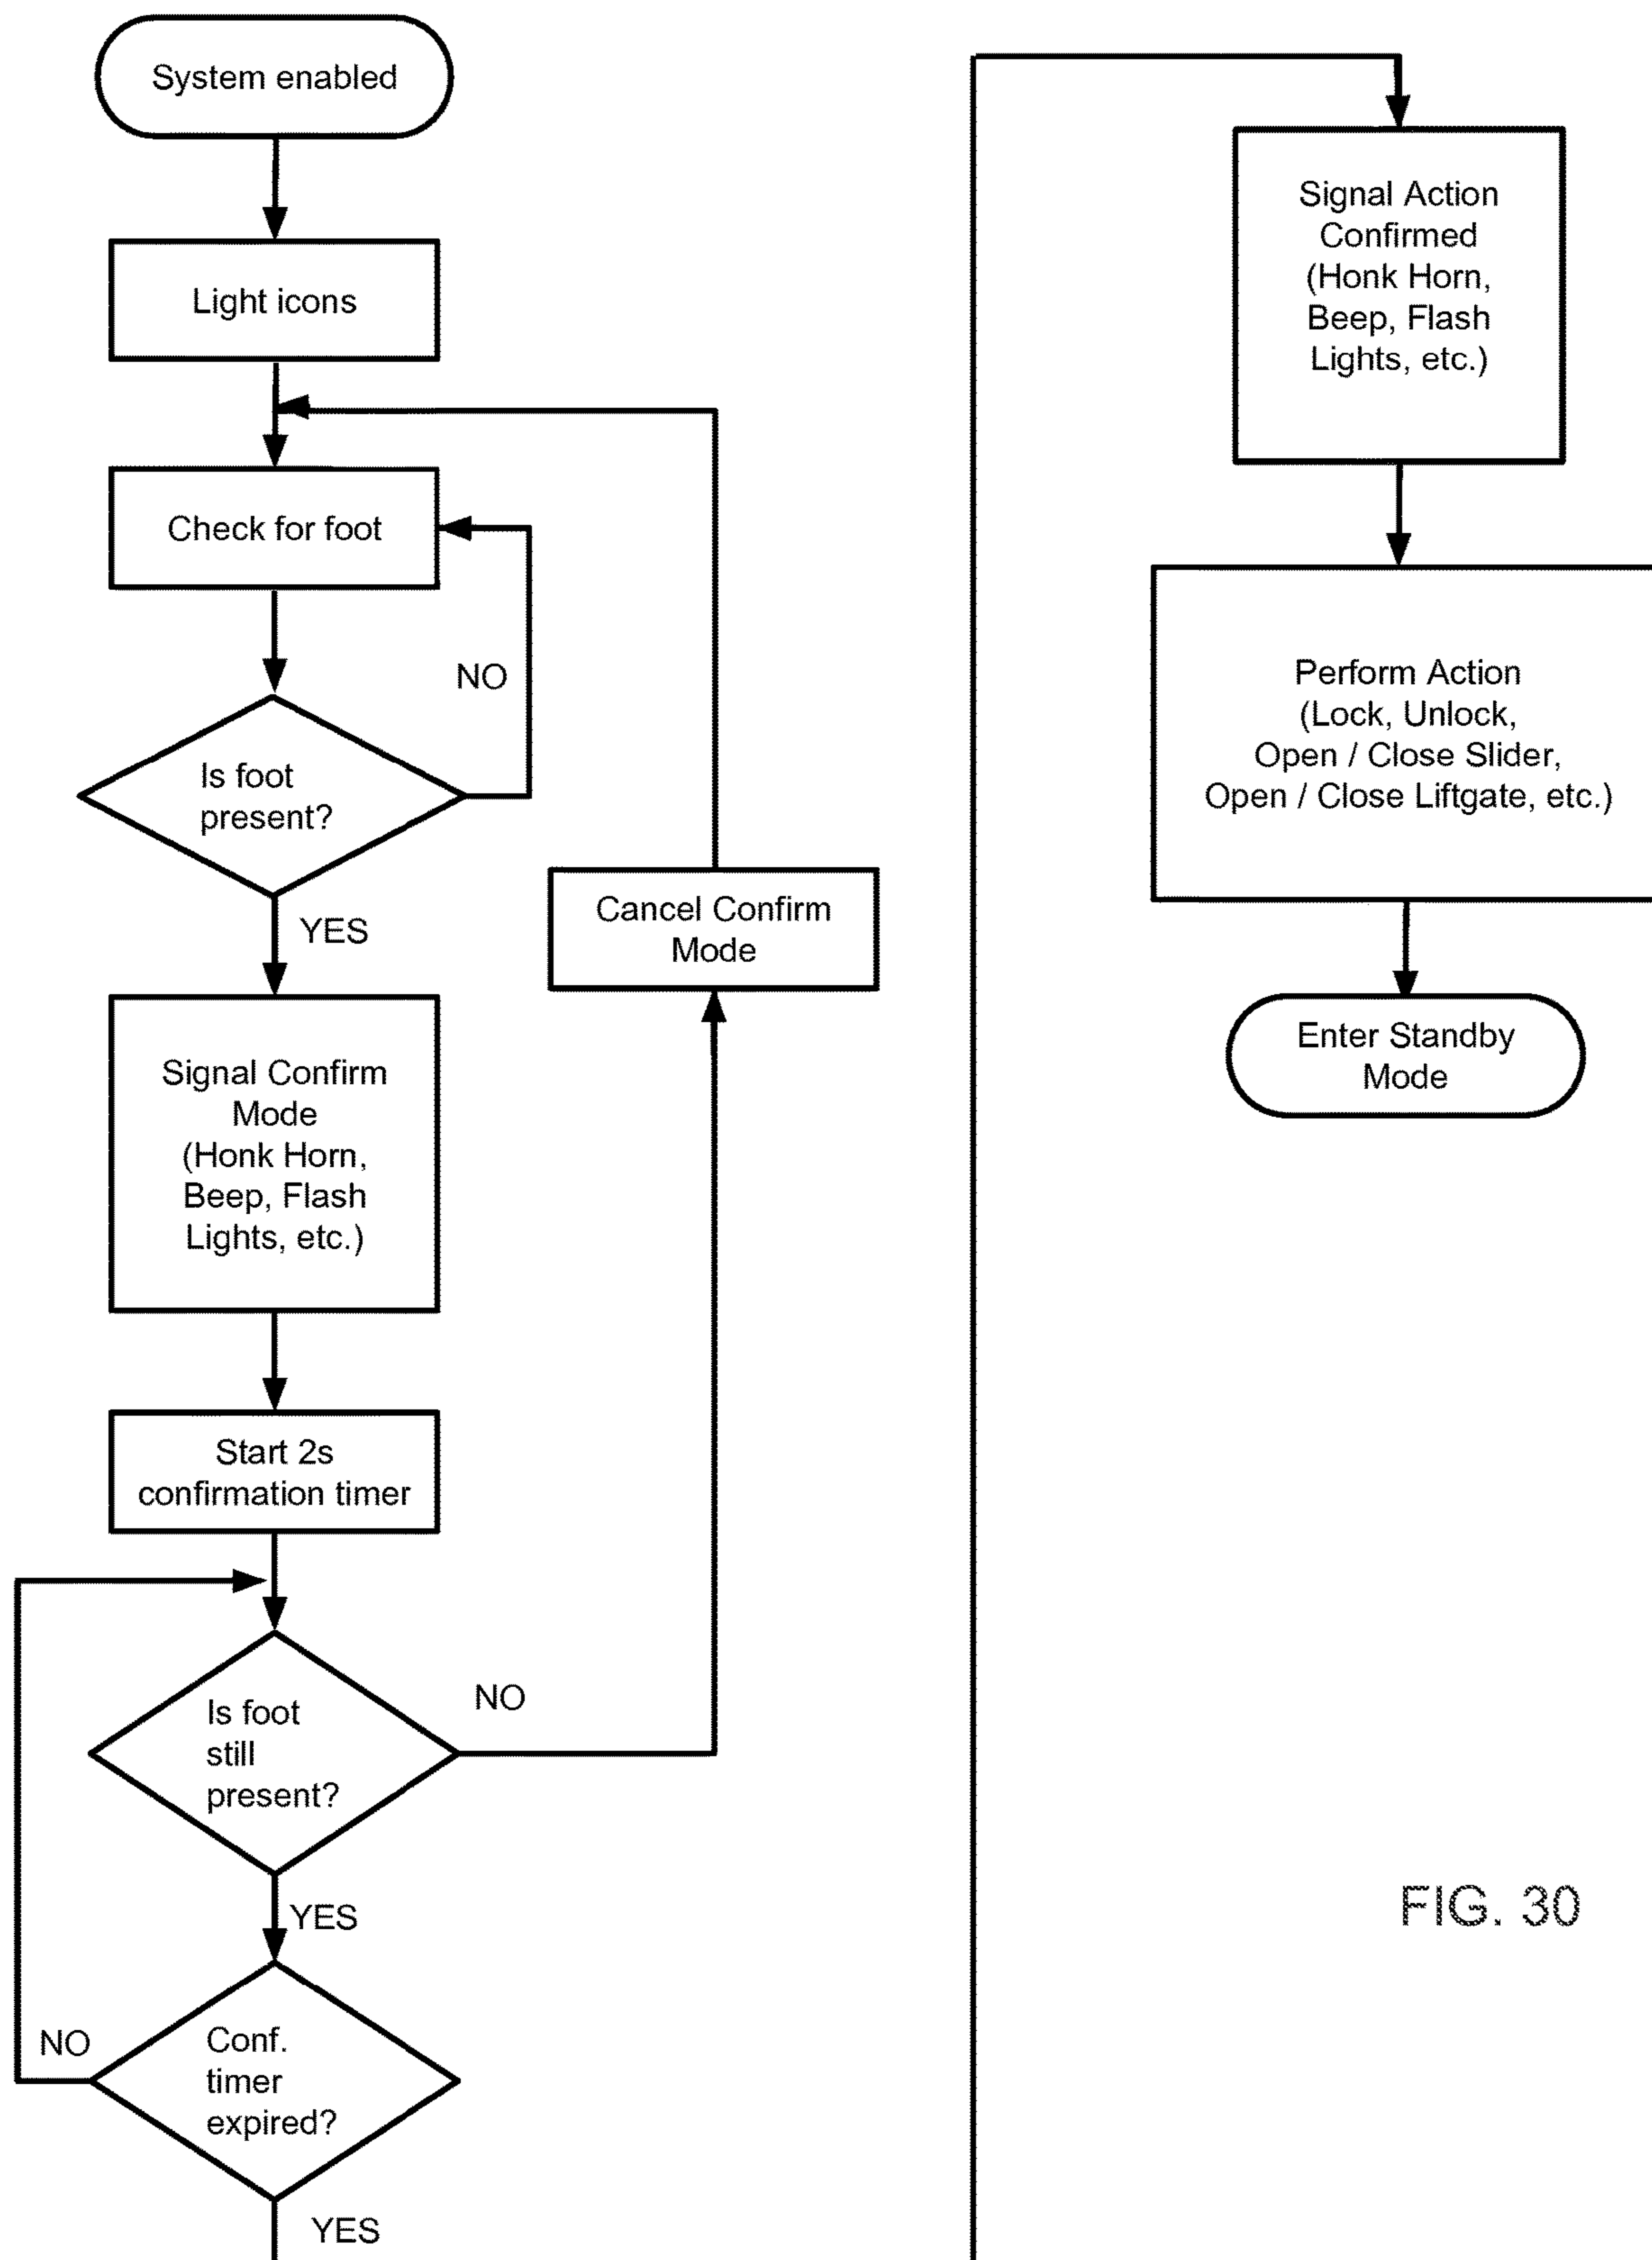 System enabled
Light icons
Check for foot
NO
Is foot
present?
YES
Cancel Confirm
Mode
Signal Confirm
Mode
(Honk Horn,
Beep, Flash
Lights, etc.)
Start 2s
confirmation timer
NO
Is foot
still
present?
YES
NO
Conf.
timer
expired?
YES
Signal Action
Confirmed
(Honk Horn,
Beep, Flash
Lights, etc.)
Perform Action
(Lock, Unlock,
Open / Close Slider,
Open / Close Liftgate, etc.)
Enter Standby
Mode
FIG. 30